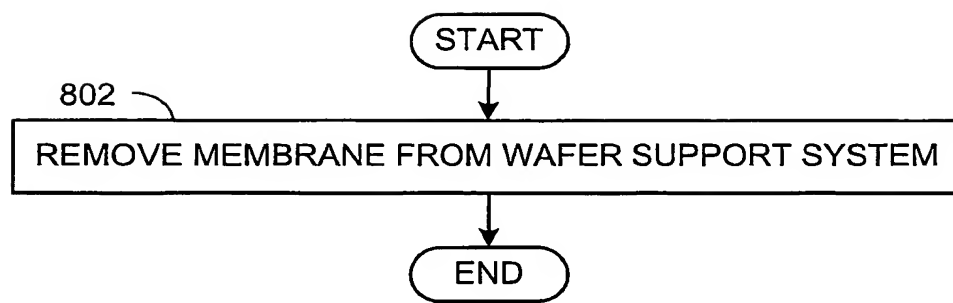 START
802
REMOVE MEMBRANE FROM WAFER SUPPORT SYSTEM
END